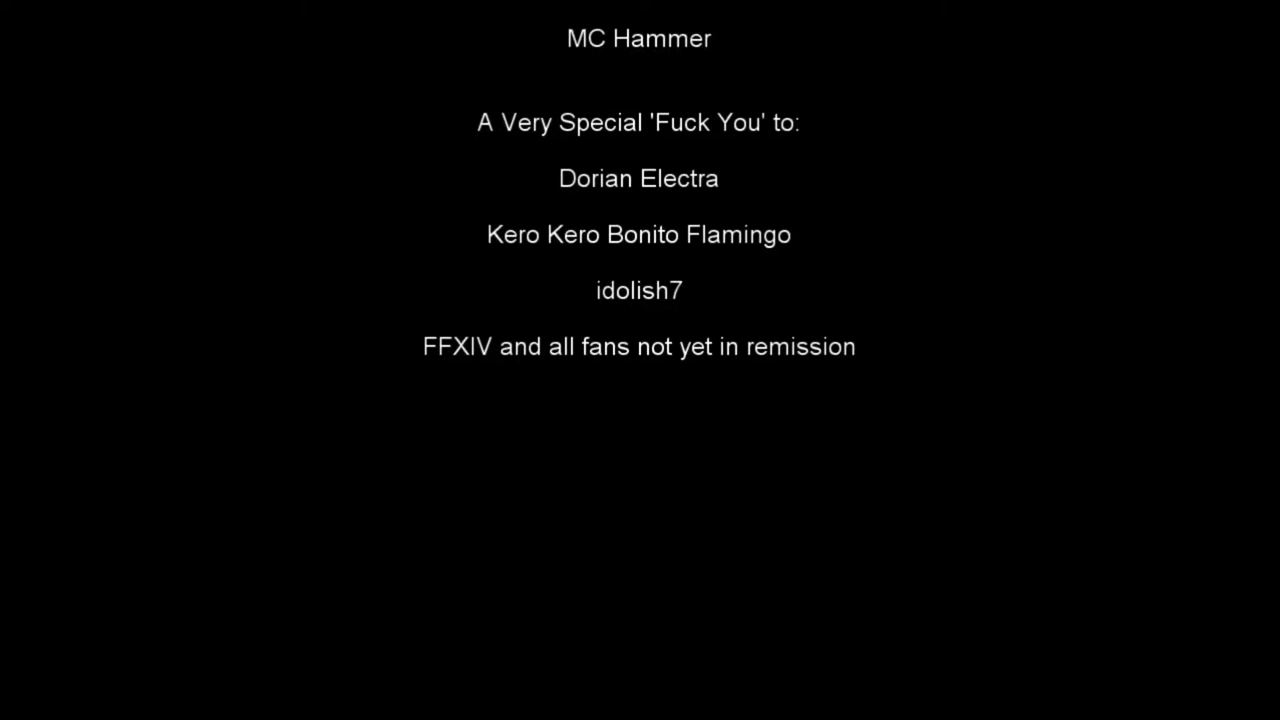 MC Hammer
A Very Special 'Fuck You' to:
Dorian Electra
Kero Kero Bonito Flamingo
idolish7
FFXIV and all fans not yet in remission